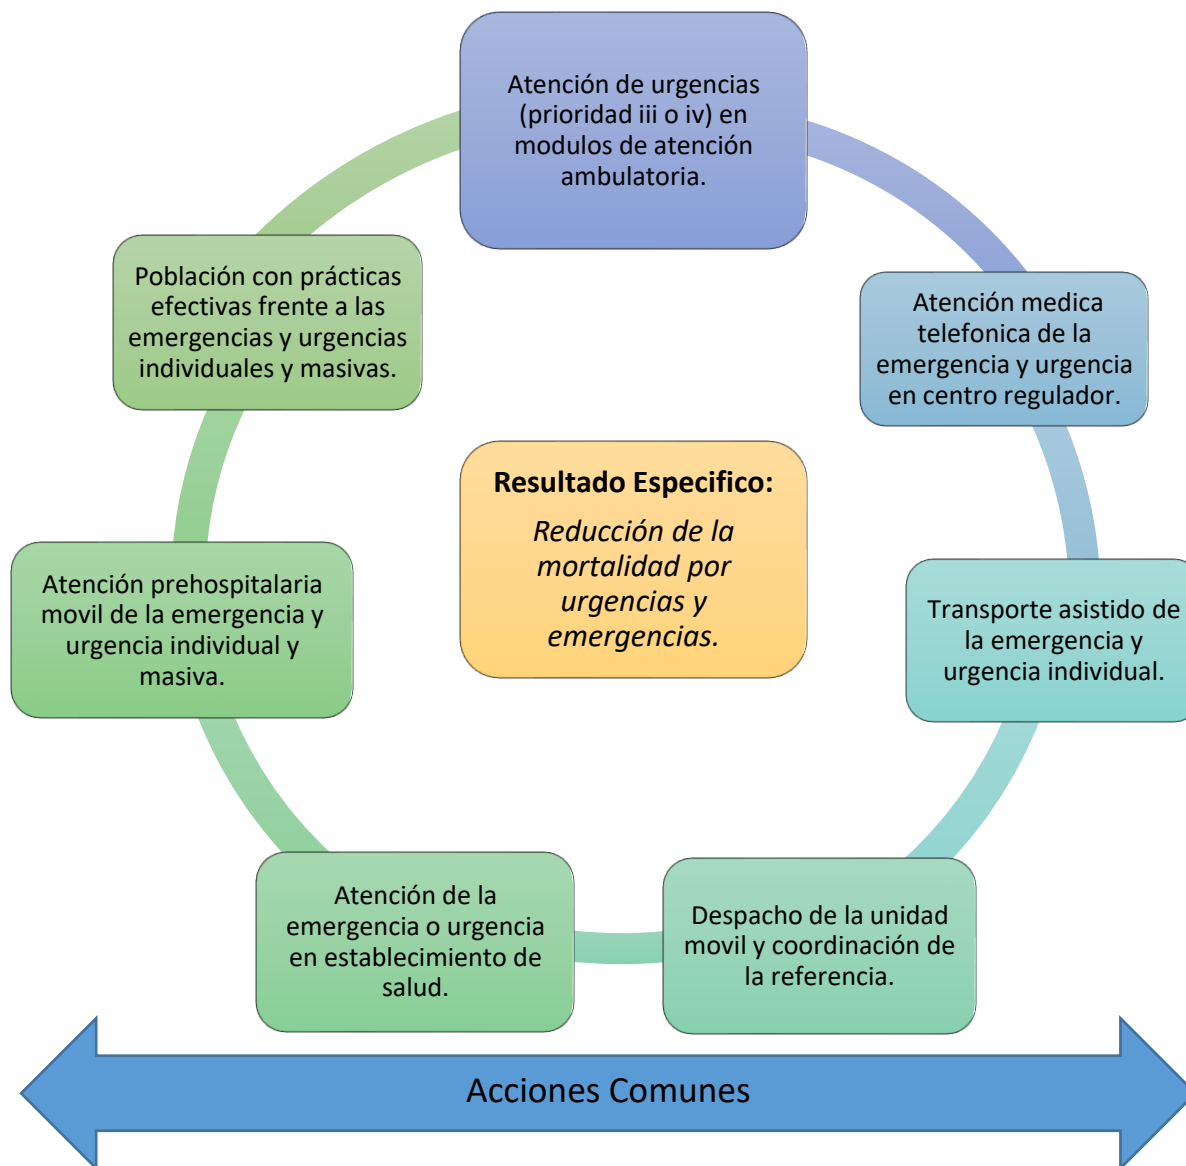 Atención de urgencias
(prioridad iii o iv) en
modulos de atención
ambulatoria.
Atención medica
telefonica de la
emergencia y urgencia
en centro regulador.
Transporte asistido de
la emergencia y
urgencia individual.
Despacho de la unidad
movil y coordinación de
la referencia.
Atención de la
emergencia o urgencia
en establecimiento de
salud.
Atención prehospitalaria
movil de la emergencia y
urgencia individual y
masiva.
Población con prácticas
efectivas frente a las
emergencias y urgencias
individuales y masivas.
Resultado Especifico:
Reducción de la
mortalidad por
urgencias y
emergencias.
Acciones Comunes